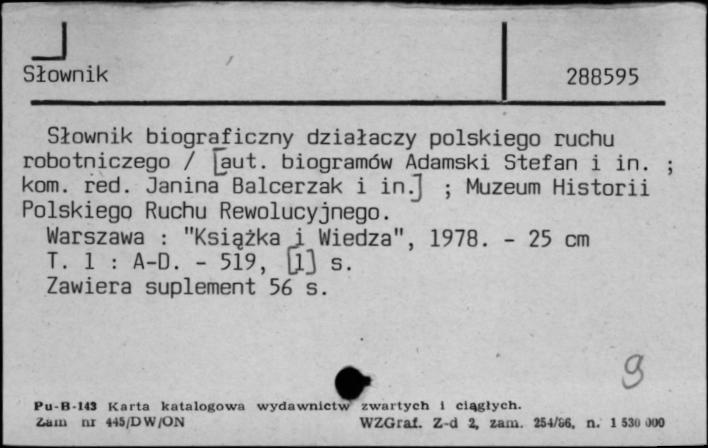 Słownik
288595
Słownik biograficzny działaczy polskiego ruchu
robotniczego / [aut. biogramów Adamski Stefan i in. ;
kom. red. Janina Balcerzak i in.] ; Muzeum Historii
Polskiego Ruchu Rewolucyjnego.
Warszawa : "Książka i Wiedza", 1978. - 25 cm
T. 1 : A-D. - 519, [1] s.
Zawiera suplement 56 s.
9
Pu-B-143 Karta katalogowa wydawnictw zwartych i ciągłych.
Zam nr 445/DW/ON WZGraf. Z-d 2, zam. 254/86, n. 1 530 000